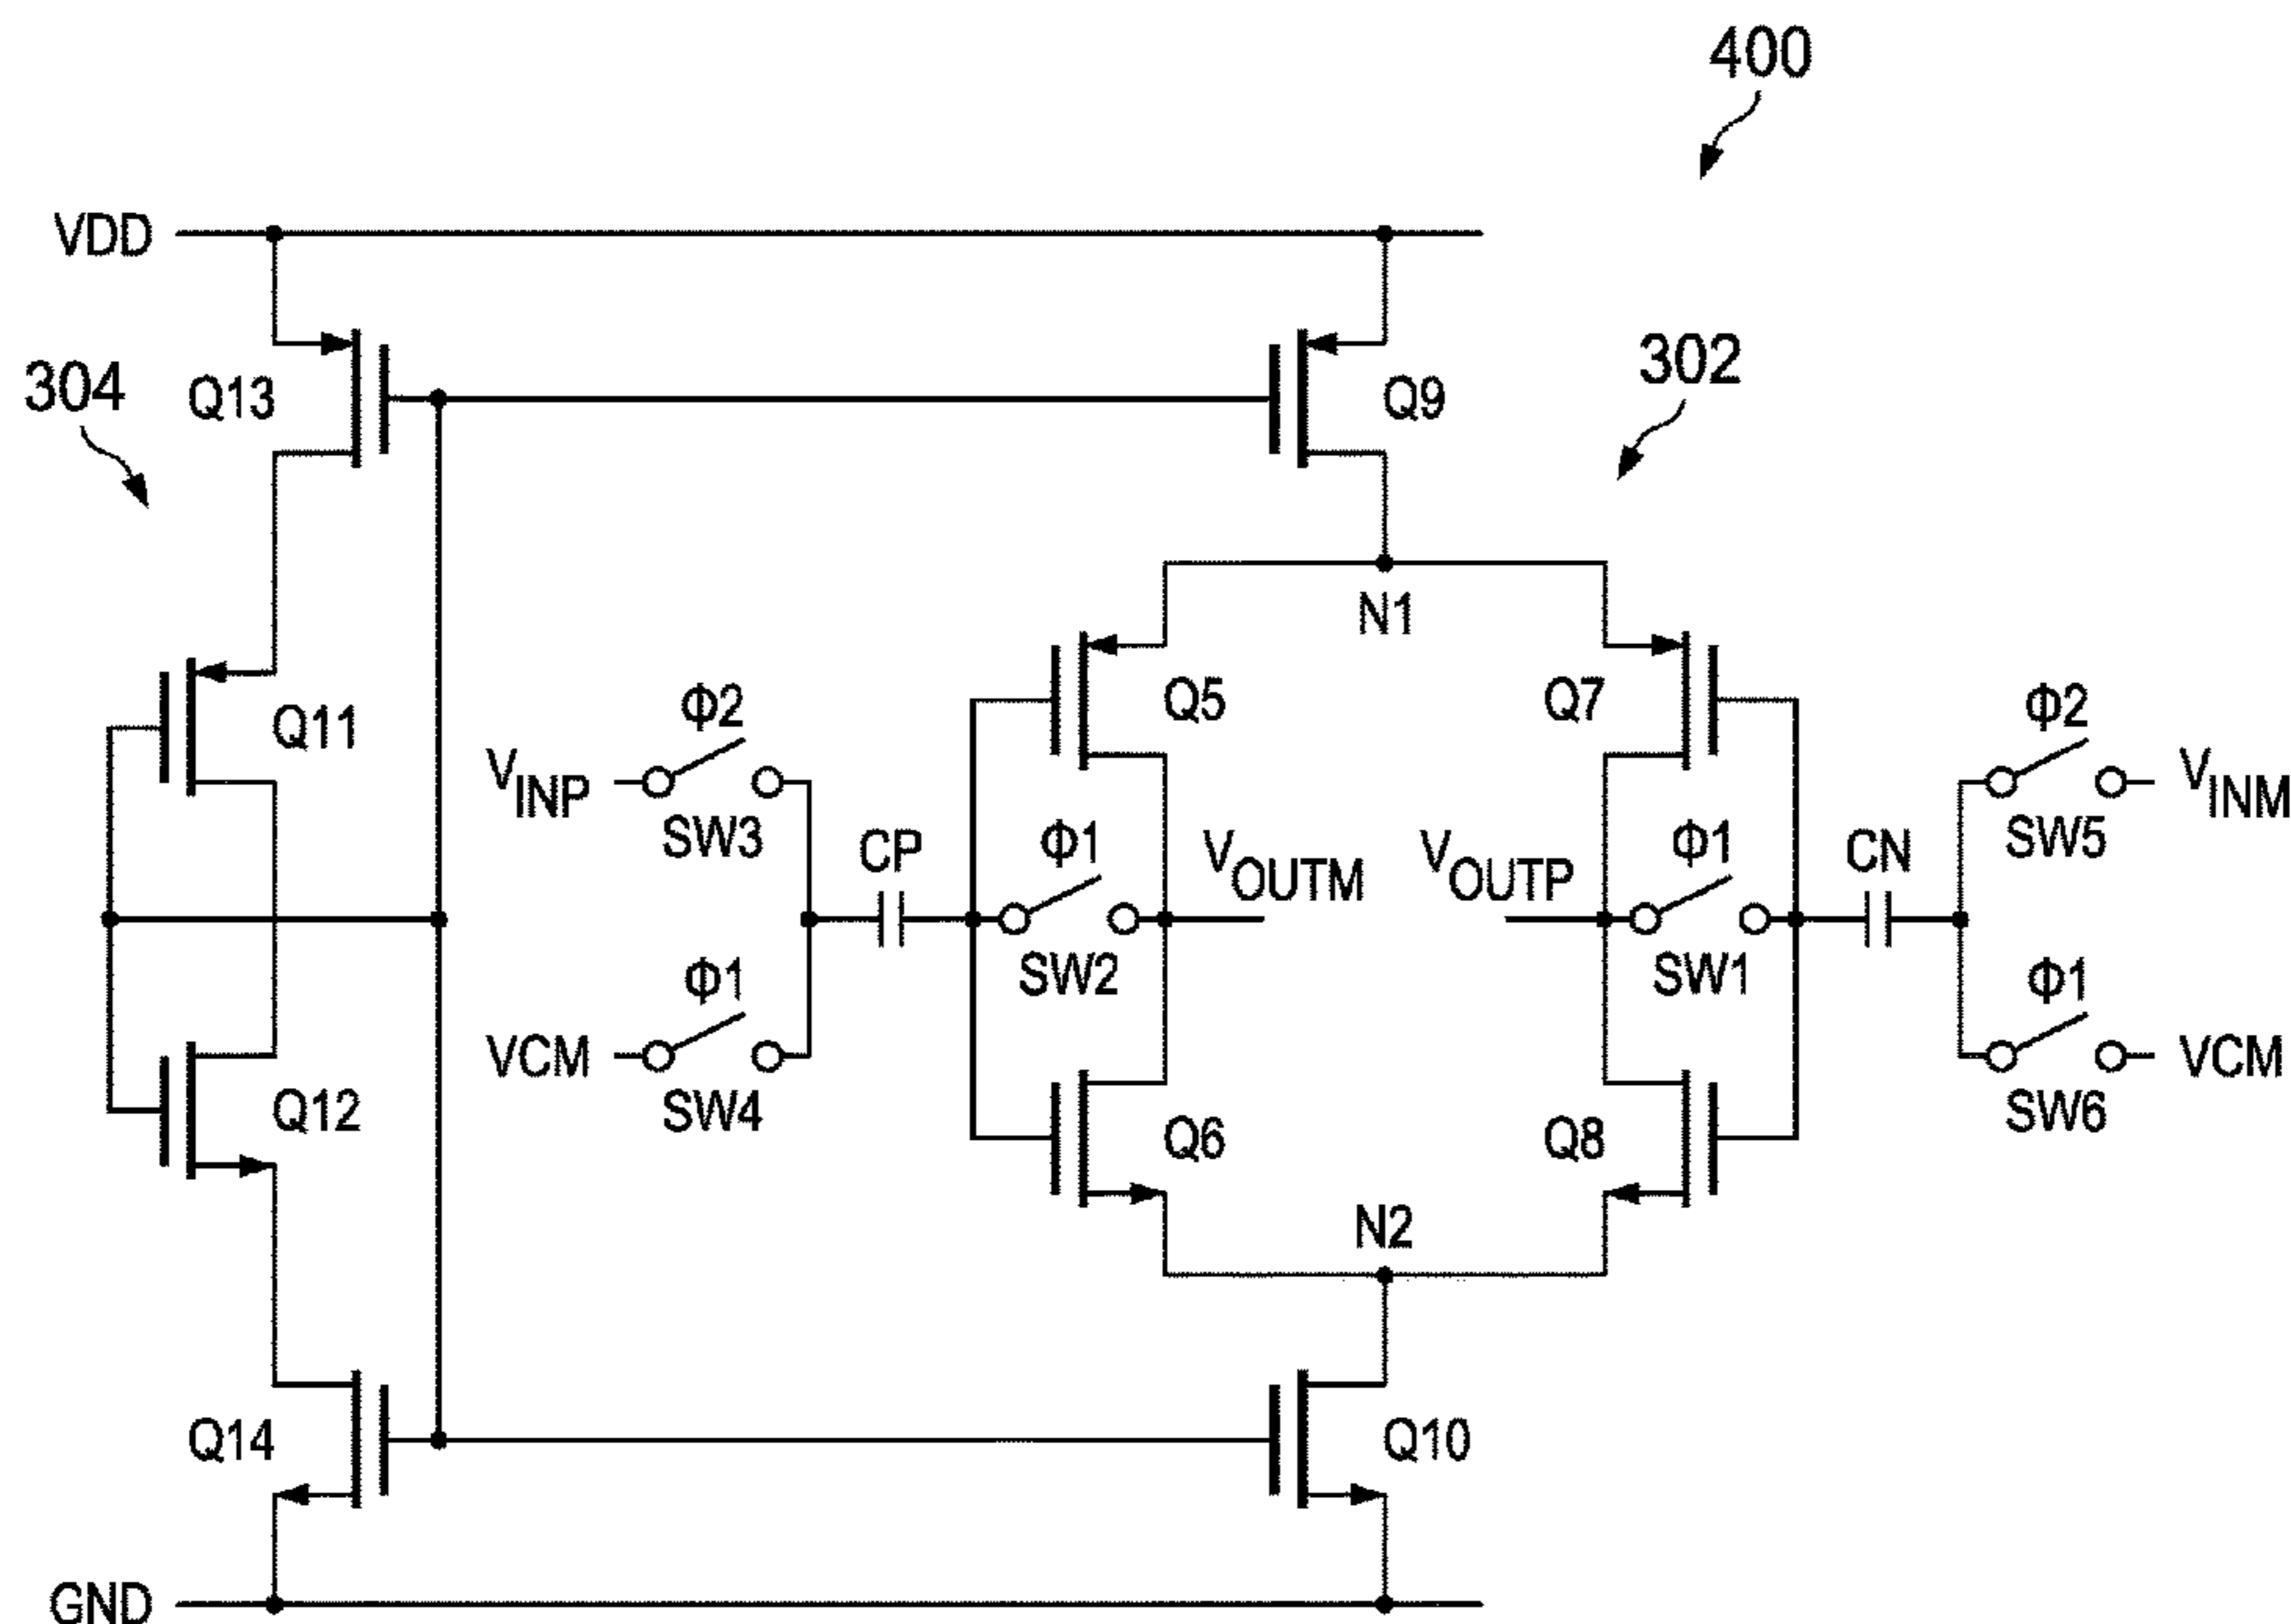 400
VDD
304
Q13
Q9
302
N1
Q11
Φ2
Q5
Q7
Φ2
VINP
SW3
VINM
SW5
CP
Φ1
VOUTM
VOUTP
Φ1
CN
Φ1
SW2
SW1
Φ1
VCM
SW4
VCM
SW6
Q12
Q6
Q8
N2
Q14
Q10
GND